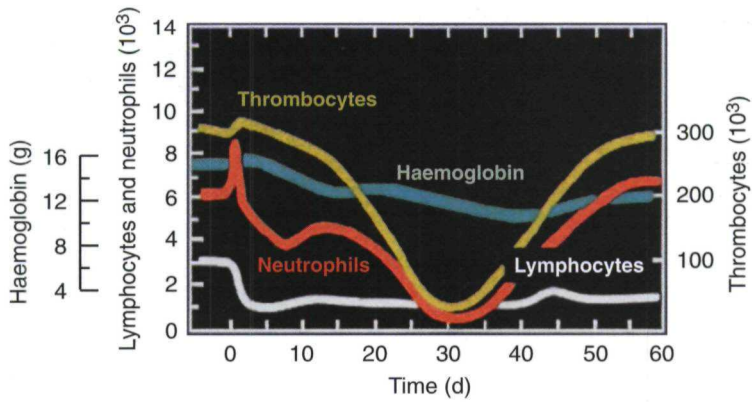 Haemoglobin (g)
16
12
8
4
Lymphocytes and neutrophils (10³)
14
12
10
8
6
4
2
0
Thrombocytes
Haemoglobin
Neutrophils
Lymphocytes
300
200
100
Thrombocytes (10³)
0 10 20 30 40 50 60
Time (d)